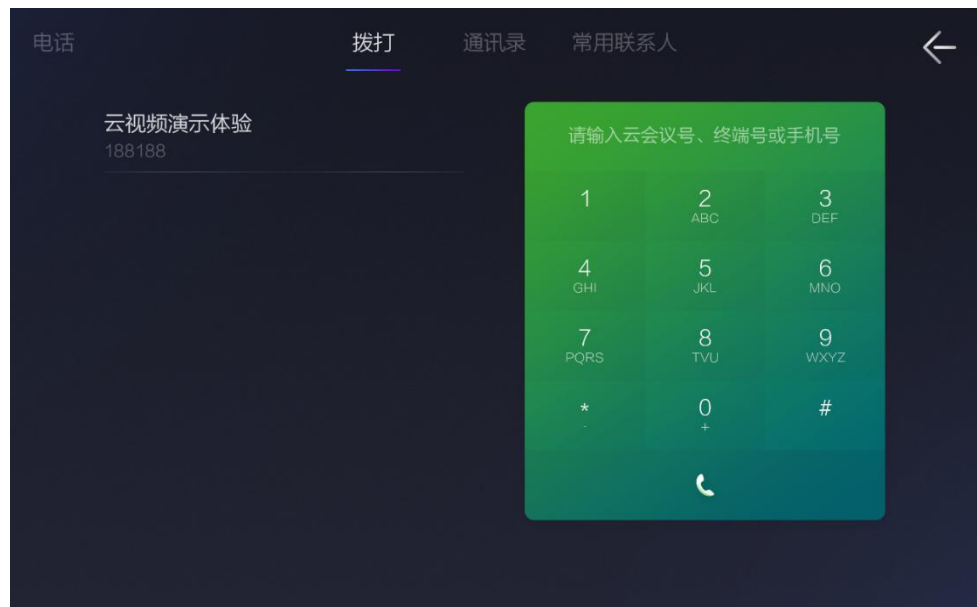 电话 拨打 通讯录 常用联系人
云视频演示体验
188188
请输入云会议号、终端号或手机号
1 2 3
ABC DEF
4 5 6
GHI JKL MNO
7 8 9
PQRS TVU WXYZ
* 0 #
+